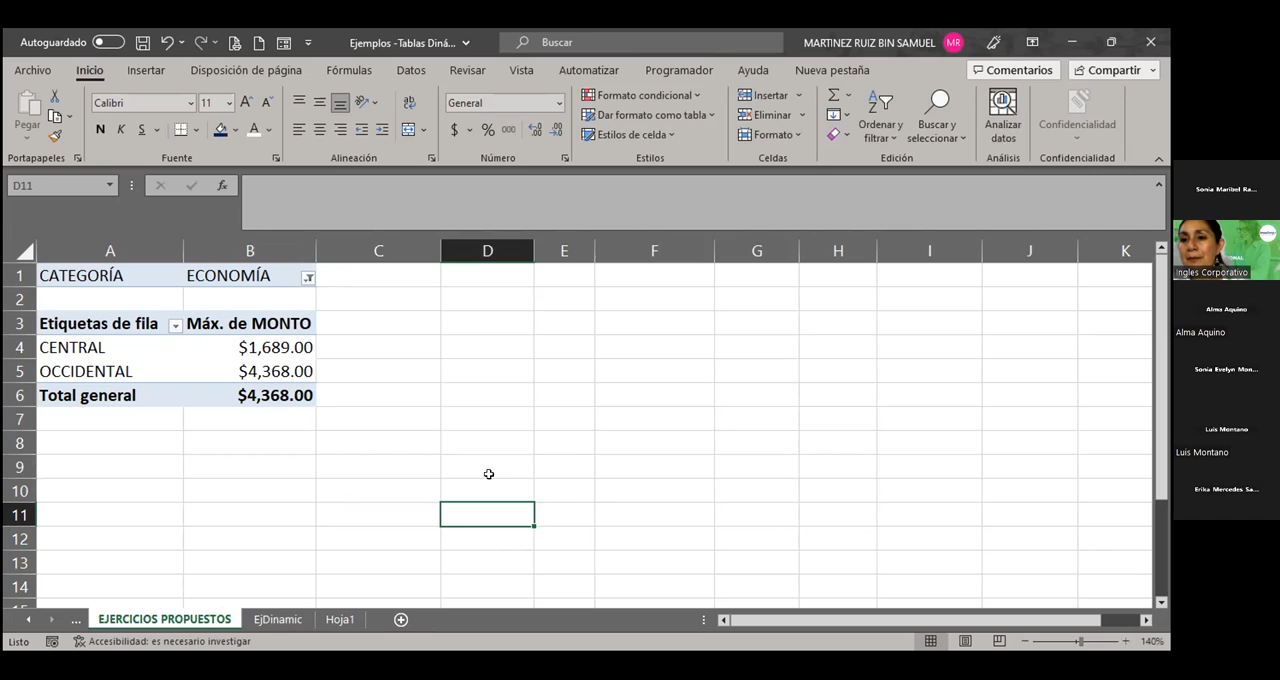 Autoguardado
Ejemplos -Tablas Diná...
Buscar
MARTINEZ RUIZ BIN SAMUEL
MR
Archivo
Inicio
Insertar
Disposición de página
Fórmulas
Datos
Revisar
Vista
Automatizar
Programador
Ayuda
Nueva pestaña
Comentarios
Compartir
Pegar
Portapapeles
Calibri
11
N K S
Fuente
Alineación
General
$ % 000
Número
Formato condicional
Dar formato como tabla
Estilos de celda
Estilos
Insertar
Eliminar
Formato
Celdas
Ordenar y
filtrar
Buscar y
seleccionar
Edición
Analizar
datos
Análisis
Confidencialidad
Confidencialidad
D11
fx
A B C D E F G H I J K
1 CATEGORÍA ECONOMÍA
2
3 Etiquetas de fila Máx. de MONTO
4 CENTRAL $1,689.00
5 OCCIDENTAL $4,368.00
6 Total general $4,368.00
7
8
9
10
11
12
13
14
... EJERCICIOS PROPUESTOS EjDinamic Hoja1
Listo
Accesibilidad: es necesario investigar
140%
Sonia Maribel Ra...
Ingles Corporativo
Alma Aquino
Alma Aquino
Sonia Evelyn Mon...
Luis Montano
Luis Montano
Erika Mercedes Sa...